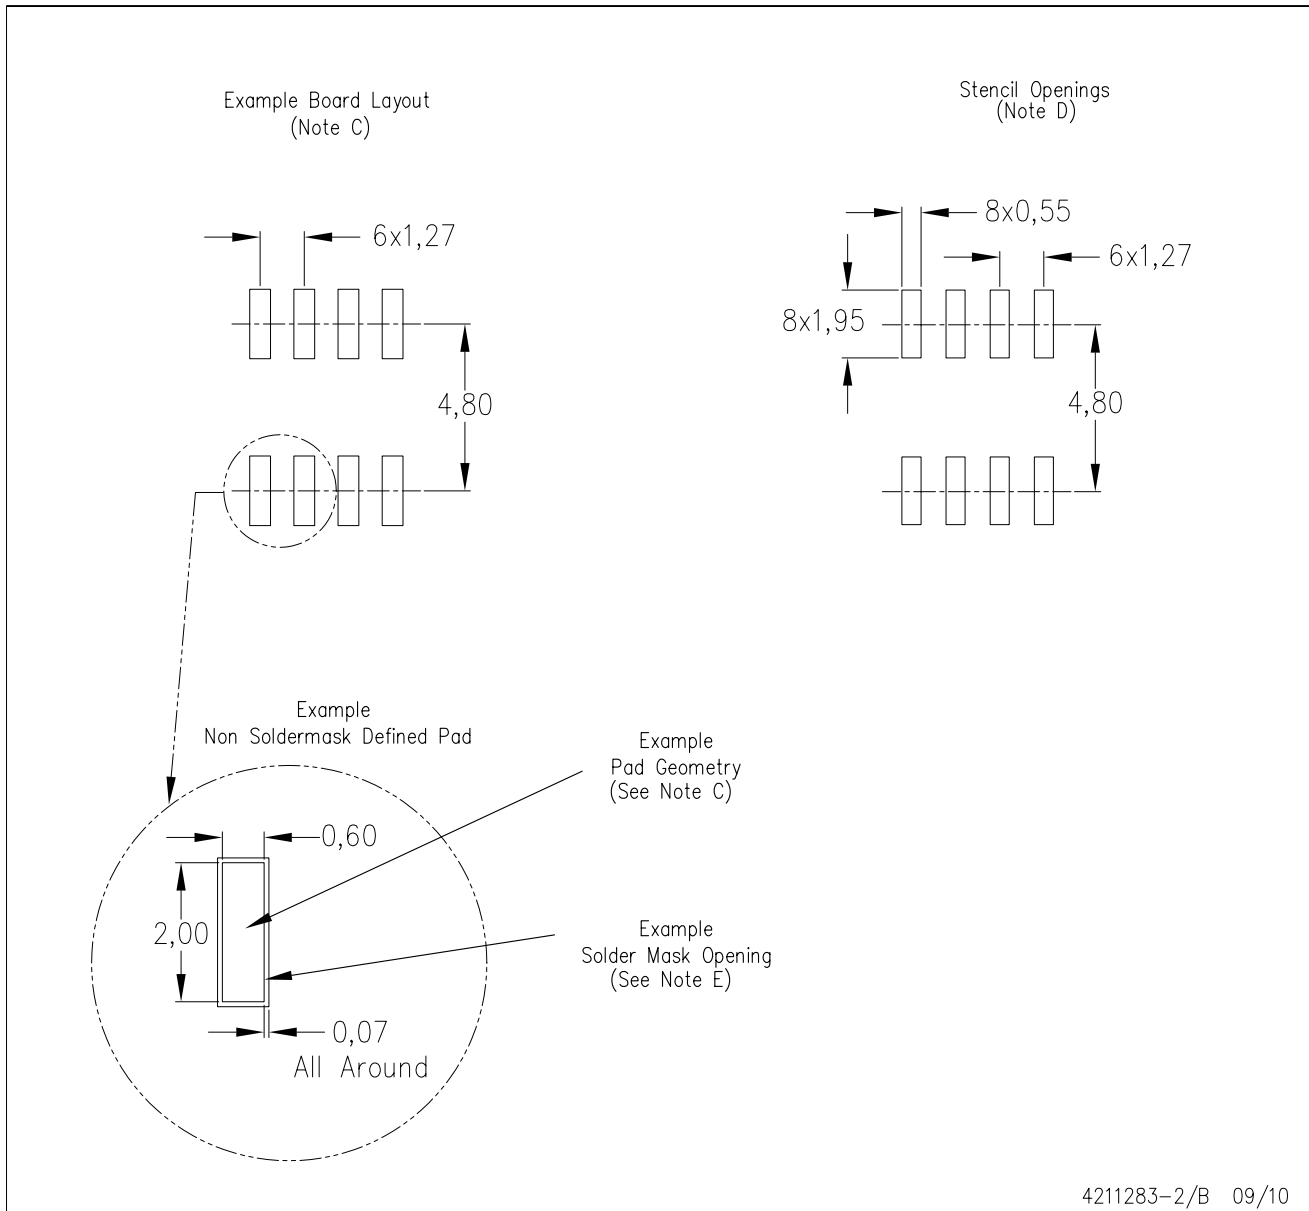 Example Board Layout
(Note C)
Stencil Openings
(Note D)
6x1,27
4,80
8x0,55
6x1,27
8x1,95
4,80
Example
Non Soldermask Defined Pad
Example
Pad Geometry
(See Note C)
0,60
2,00
Example
Solder Mask Opening
(See Note E)
0,07
All Around
4211283-2/B 09/10